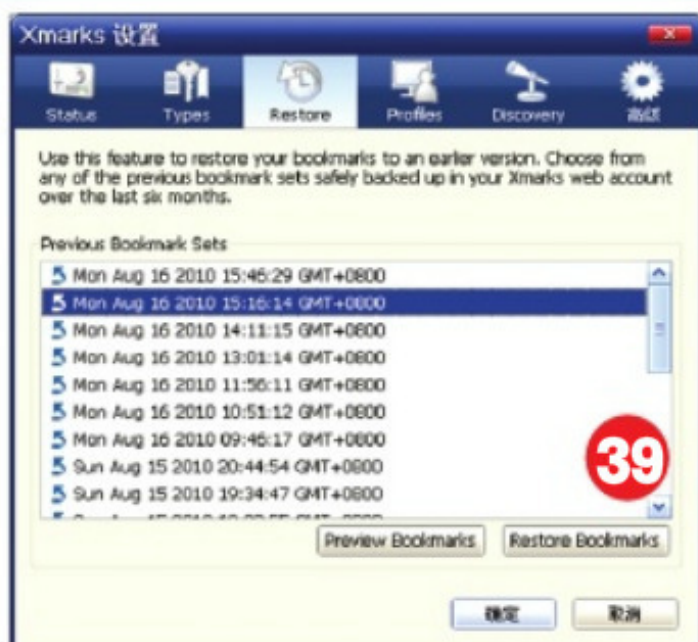 Xmarks 设置
Status Types Restore Profiles Discovery 高级
Use this feature to restore your bookmarks to an earlier version. Choose from
any of the previous bookmark sets safely backed up in your Xmarks web account
over the last six months.
Previous Bookmark Sets
Mon Aug 16 2010 15:46:29 GMT+0800
Mon Aug 16 2010 15:16:14 GMT+0800
Mon Aug 16 2010 14:11:15 GMT+0800
Mon Aug 16 2010 13:01:14 GMT+0800
Mon Aug 16 2010 11:56:11 GMT+0800
Mon Aug 16 2010 10:51:12 GMT+0800
Mon Aug 16 2010 09:46:17 GMT+0800
Sun Aug 15 2010 20:44:54 GMT+0800
Sun Aug 15 2010 19:34:47 GMT+0800
39
Preview Bookmarks Restore Bookmarks
确定 取消